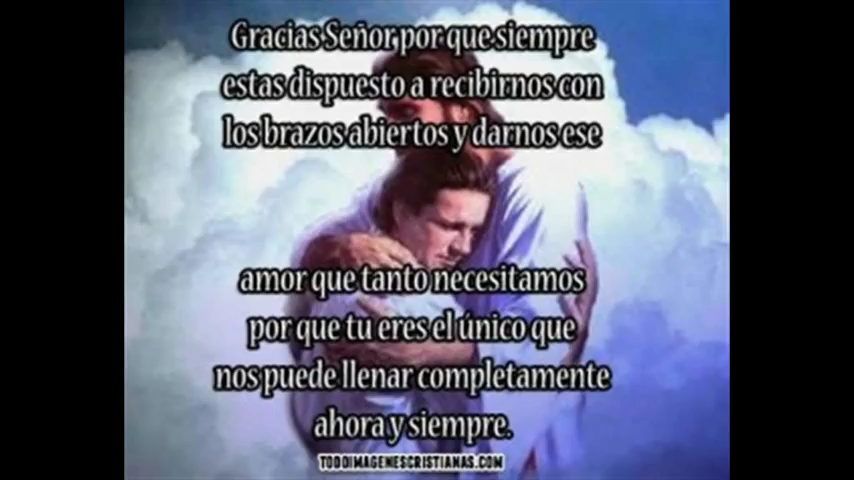 Gracias Señor por que siempre
estas dispuesto a recibirnos con
los brazos abiertos y darnos ese
amor que tanto necesitamos
por que tu eres el único que
nos puede llenar completamente
ahora y siempre.
TODOIMAGENESCRISTIANAS.COM